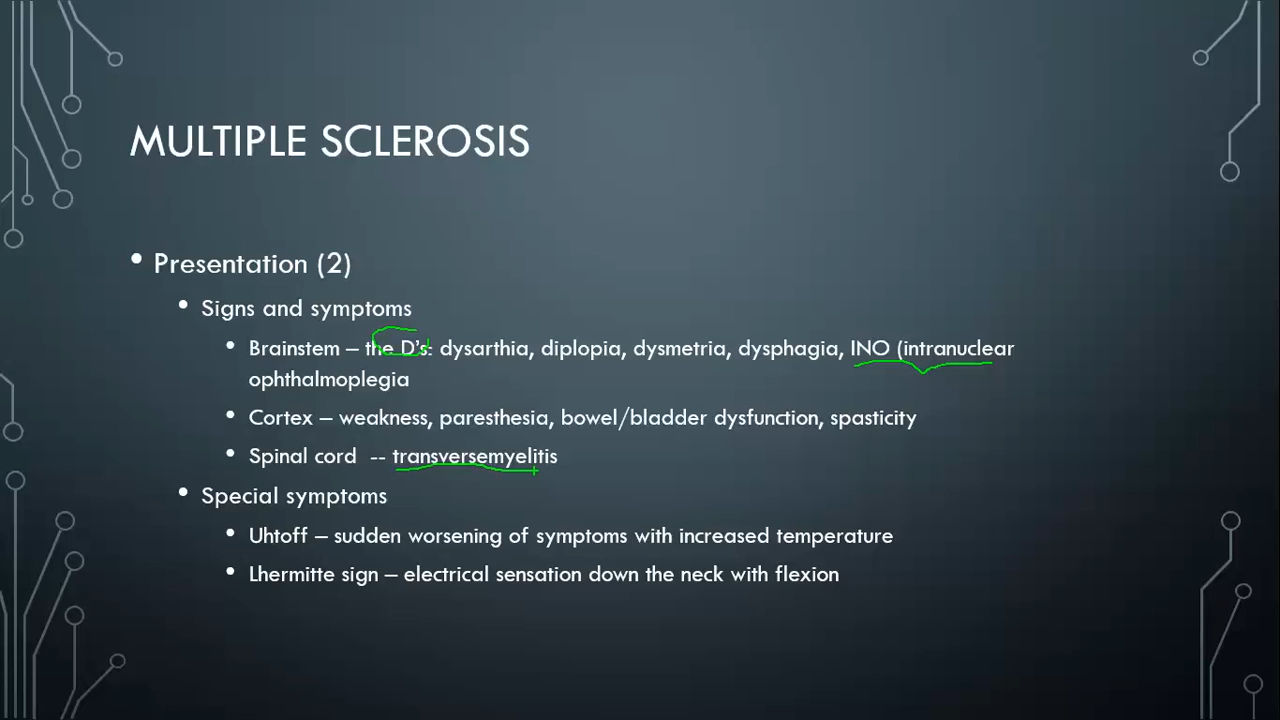 MULTIPLE SCLEROSIS
• Presentation (2)
• Signs and symptoms
• Brainstem – the D's: dysarthia, diplopia, dysmetria, dysphagia, INO (intranuclear
ophthalmoplegia
• Cortex – weakness, paresthesia, bowel/bladder dysfunction, spasticity
• Spinal cord -- transversemyelitis
• Special symptoms
• Uhtoff – sudden worsening of symptoms with increased temperature
• Lhermitte sign – electrical sensation down the neck with flexion